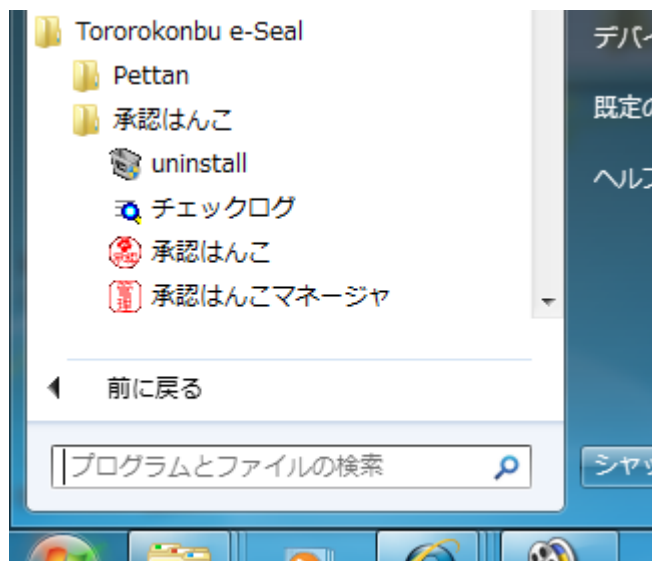 Tororokonbu e-Seal
Pettan
承認はんこ
uninstall
チェックログ
承認はんこ
承認はんこマネージャ
前に戻る
プログラムとファイルの検索
デバイ
既定の
ヘルプ
シャッ